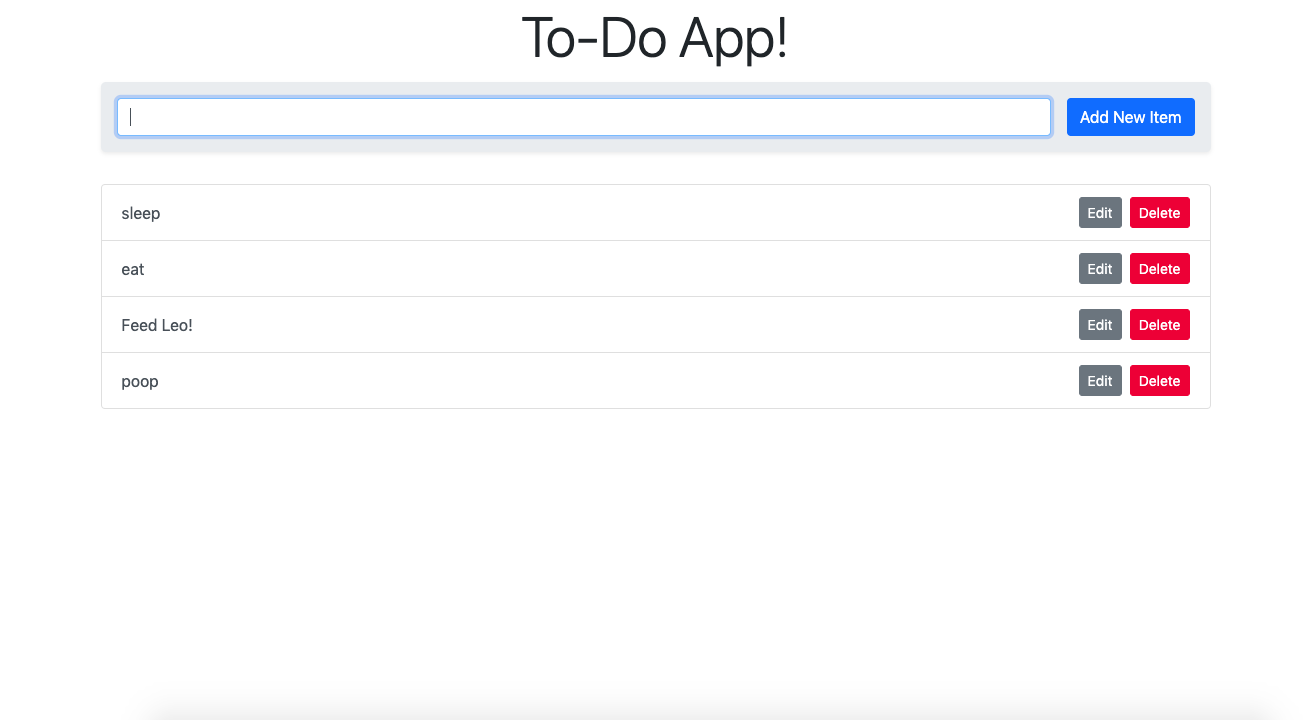 To-Do App!
Add New Item
sleep Edit Delete
eat Edit Delete
Feed Leo! Edit Delete
poop Edit Delete